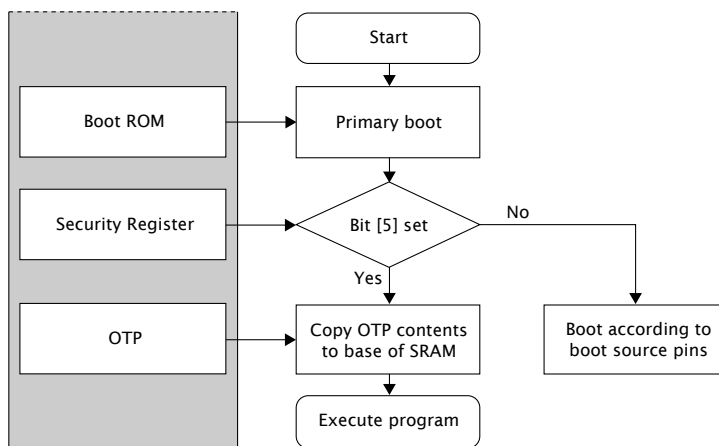 Start
Boot ROM
Primary boot
Security Register
Bit [5] set
No
Yes
OTP
Copy OTP contents
to base of SRAM
Boot according to
boot source pins
Execute program